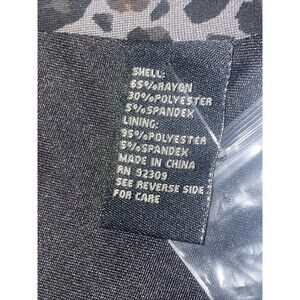 SHELL:
65%RAYON
30%POLYESTER
5%SPANDEX
LINING:
95%POLYESTER
5%SPANDEX
MADE IN CHINA
RN 92309
SEE REVERSE SIDE
FOR CARE